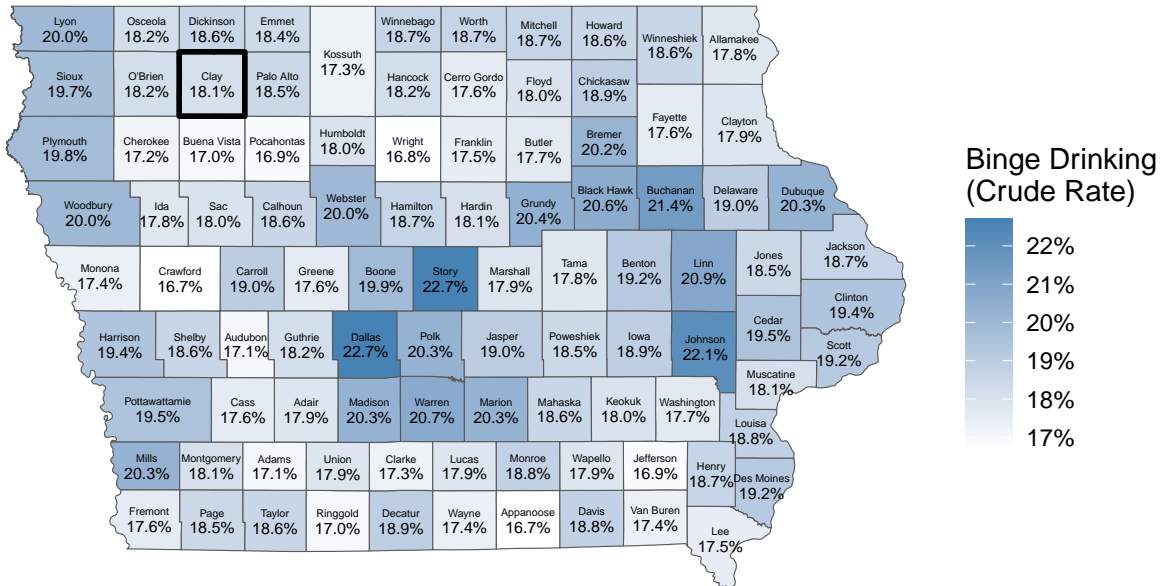 Lyon
20.0%
Osceola
18.2%
Dickinson
18.6%
Emmet
18.4%
Kossuth
17.3%
Winnebago
18.7%
Worth
18.7%
Mitchell
18.7%
Howard
18.6%
Winneshiek
18.6%
Allamakee
17.8%
Sioux
19.7%
O'Brien
18.2%
Clay
18.1%
Palo Alto
18.5%
Hancock
18.2%
Cerro Gordo
17.6%
Floyd
18.0%
Chickasaw
18.9%
Fayette
17.6%
Clayton
17.9%
Plymouth
19.8%
Cherokee
17.2%
Buena Vista
17.0%
Pocahontas
16.9%
Humboldt
18.0%
Wright
16.8%
Franklin
17.5%
Butler
17.7%
Bremer
20.2%
Woodbury
20.0%
Ida
17.8%
Sac
18.0%
Calhoun
18.6%
Webster
20.0%
Hamilton
18.7%
Hardin
18.1%
Grundy
20.4%
Black Hawk
20.6%
Buchanan
21.4%
Delaware
19.0%
Dubuque
20.3%
Monona
17.4%
Crawford
16.7%
Carroll
19.0%
Greene
17.6%
Boone
19.9%
Story
22.7%
Marshall
17.9%
Tama
17.8%
Benton
19.2%
Linn
20.9%
Jones
18.5%
Jackson
18.7%
Clinton
19.4%
Harrison
19.4%
Shelby
18.6%
Audubon
17.1%
Guthrie
18.2%
Dallas
22.7%
Polk
20.3%
Jasper
19.0%
Poweshiek
18.5%
Iowa
18.9%
Johnson
22.1%
Cedar
19.5%
Scott
19.2%
Muscatine
18.1%
Pottawattamie
19.5%
Cass
17.6%
Adair
17.9%
Madison
20.3%
Warren
20.7%
Marion
20.3%
Mahaska
18.6%
Keokuk
18.0%
Washington
17.7%
Louisa
18.8%
Mills
20.3%
Montgomery
18.1%
Adams
17.1%
Union
17.9%
Clarke
17.3%
Lucas
17.9%
Monroe
18.8%
Wapello
17.9%
Jefferson
16.9%
Henry
18.7%
Des Moines
19.2%
Fremont
17.6%
Page
18.5%
Taylor
18.6%
Ringgold
17.0%
Decatur
18.9%
Wayne
17.4%
Appanoose
16.7%
Davis
18.8%
Van Buren
17.4%
Lee
17.5%
Binge Drinking
(Crude Rate)
22%
21%
20%
19%
18%
17%